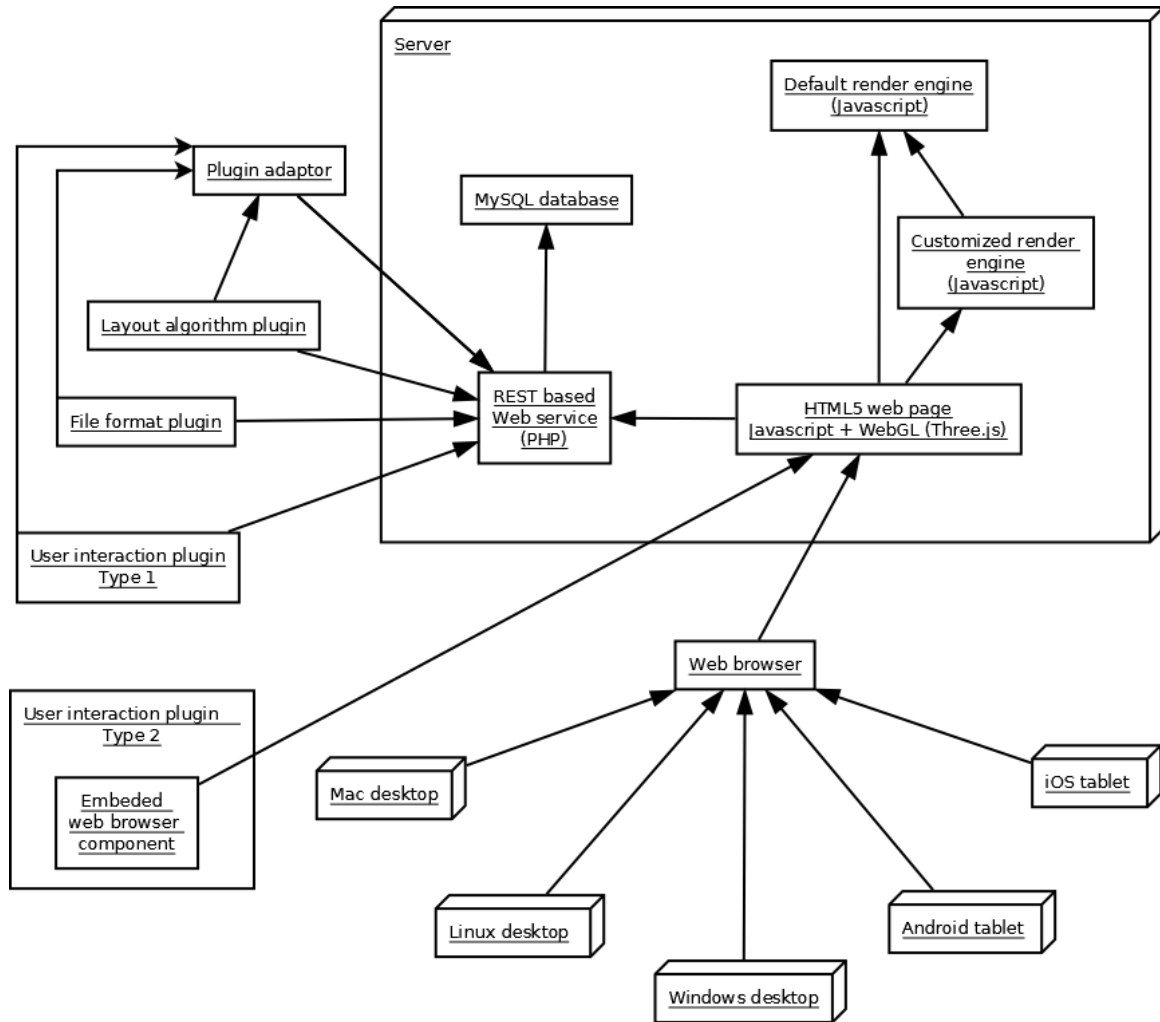 Server
Default render engine
(Javascript)
Plugin adaptor
MySQL database
Customized render
engine
(Javascript)
Layout algorithm plugin
File format plugin
REST based
Web service
(PHP)
HTML5 web page
Javascript + WebGL (Three.js)
User interaction plugin
Type 1
Web browser
User interaction plugin
Type 2
Embeded
web browser
component
Mac desktop
iOS tablet
Linux desktop
Android tablet
Windows desktop